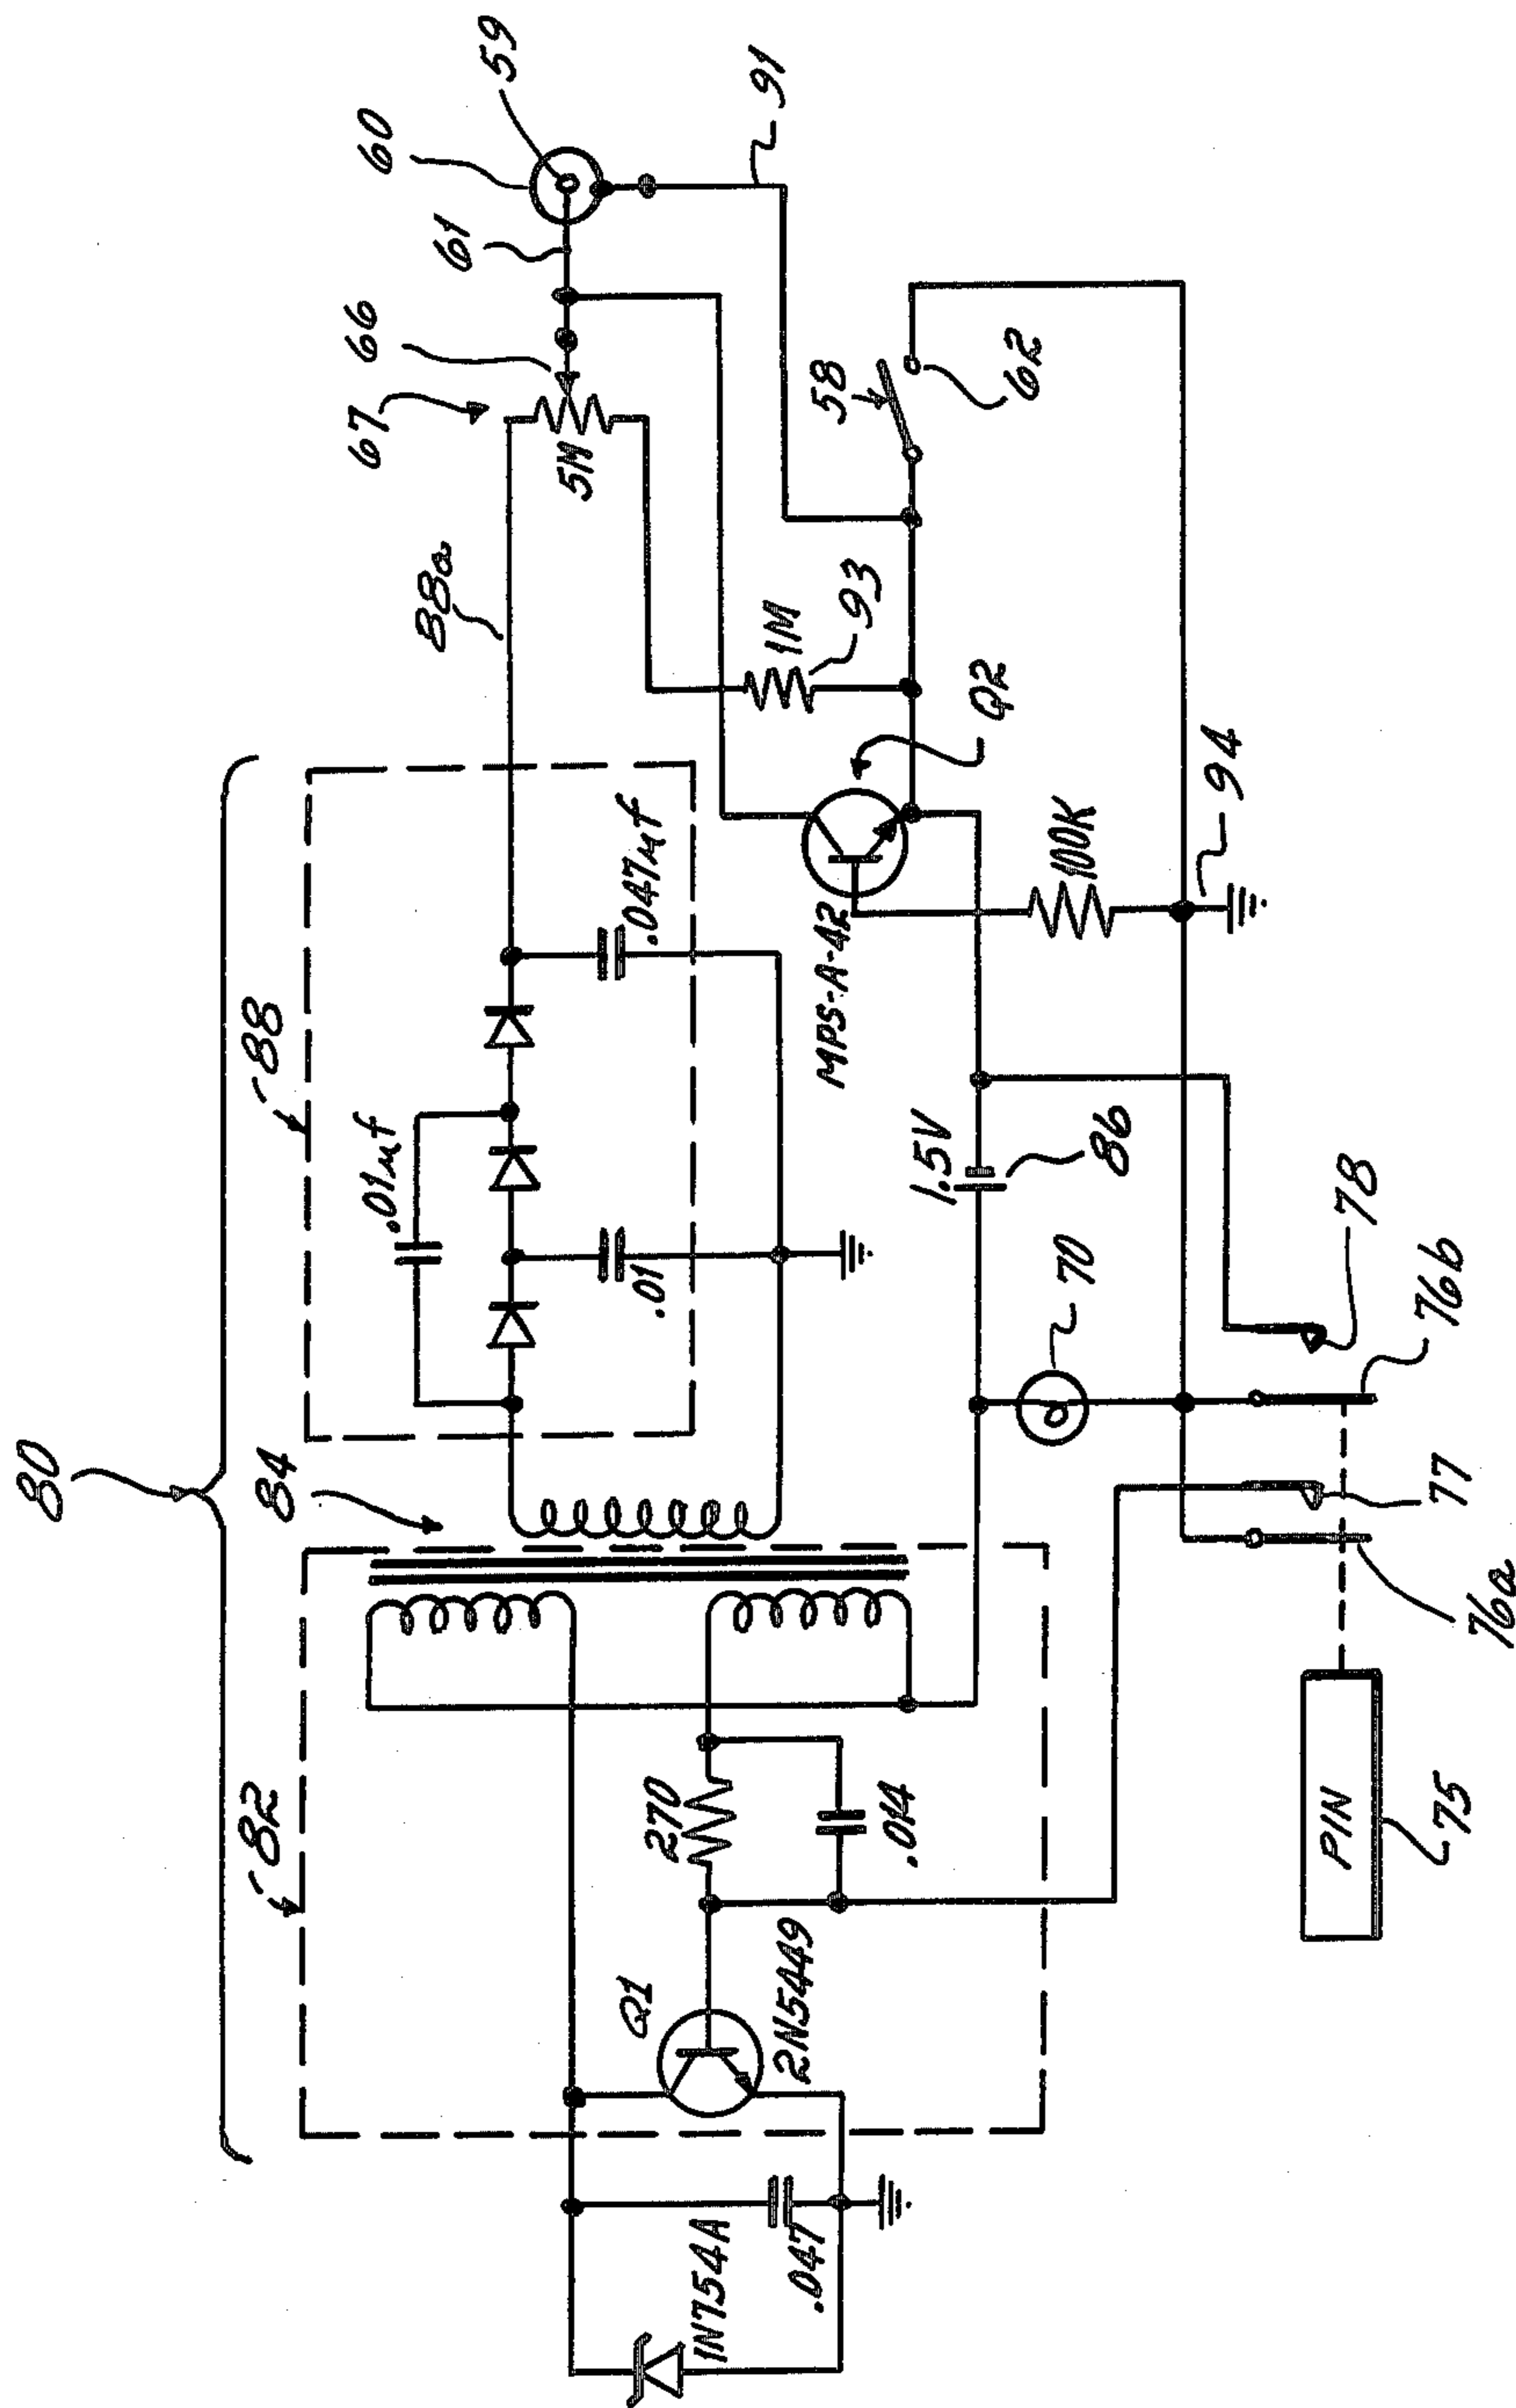 80
82
84
88
.01µf
.047µf
.01
88a
67
66
61
60
59
5M
91
1M
93
58
62
Q2
MPS-A-42
100K
94
1.5V
86
70
78
76b
77
76a
PIN
75
270
.014
Q1
2N5449
1N754A
.047